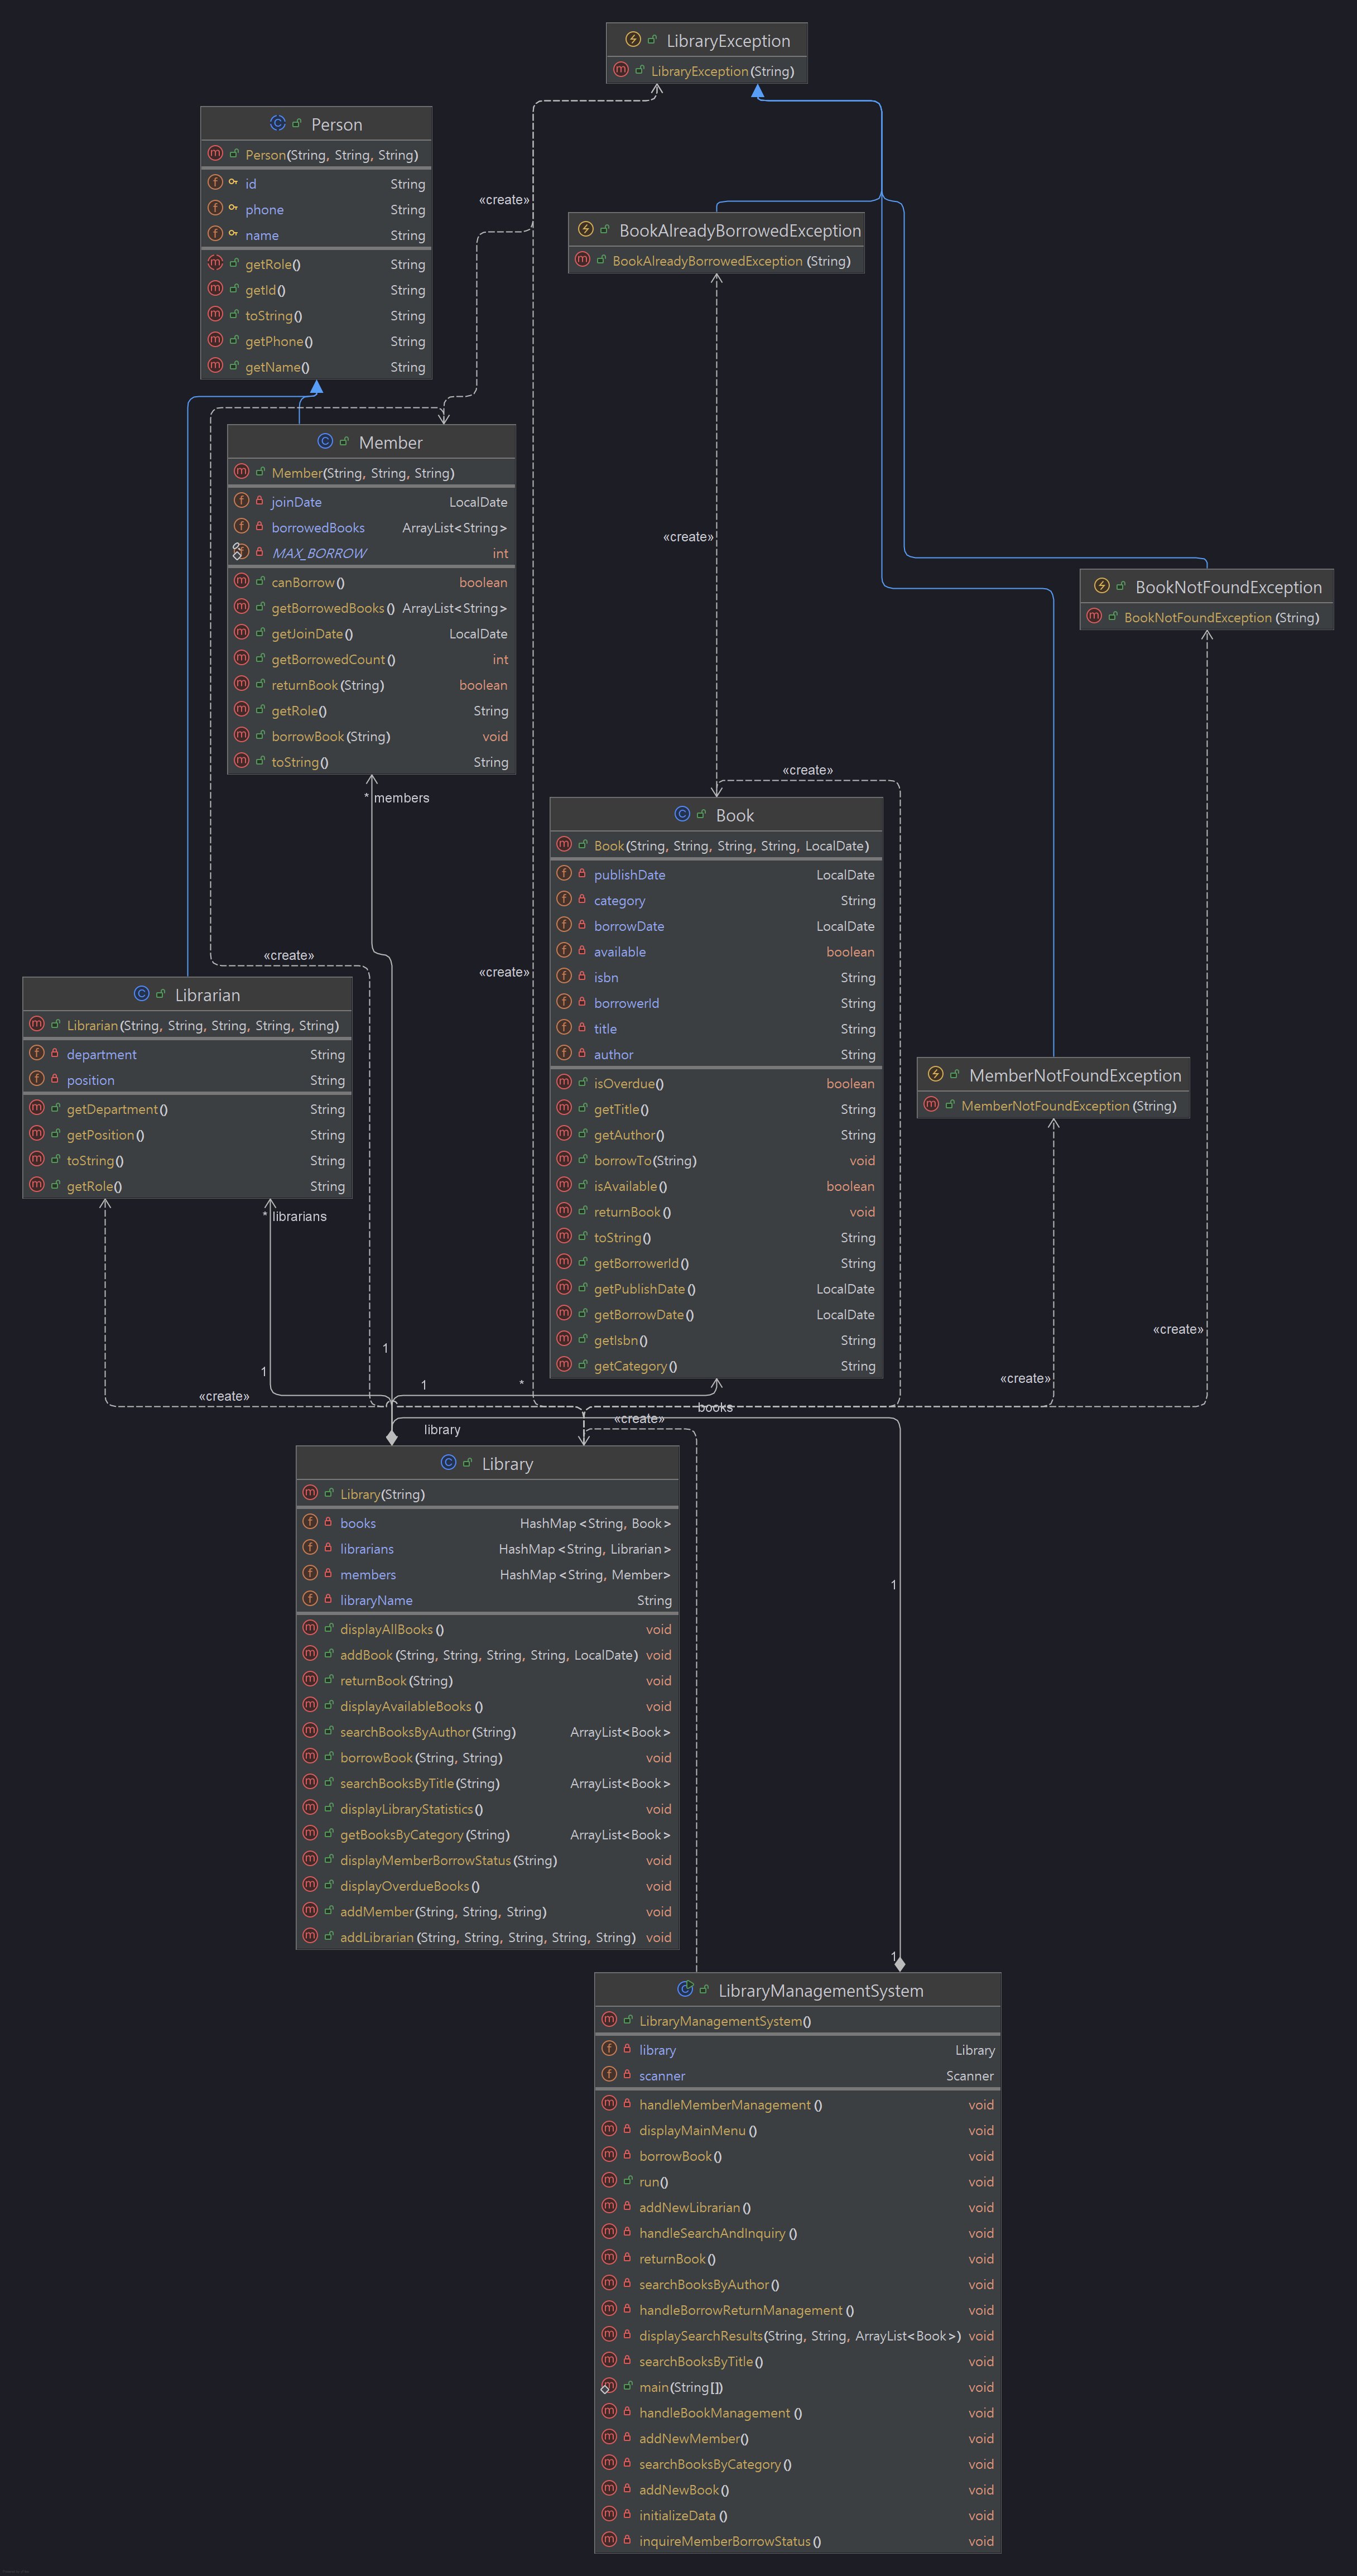 LibraryException
LibraryException(String)
Person
Person(String, String, String)
id String
phone String
name String
getRole() String
getId() String
toString() String
getPhone() String
getName() String
«create»
BookAlreadyBorrowedException
BookAlreadyBorrowedException (String)
Member
Member(String, String, String)
joinDate LocalDate
borrowedBooks ArrayList<String>
MAX_BORROW int
canBorrow() boolean
getBorrowedBooks() ArrayList<String>
getJoinDate() LocalDate
getBorrowedCount() int
returnBook(String) boolean
getRole() String
borrowBook(String) void
toString() String
* members
«create»
BookNotFoundException
BookNotFoundException (String)
«create»
Book
Book(String, String, String, String, LocalDate)
publishDate LocalDate
category String
borrowDate LocalDate
available boolean
isbn String
borrowerId String
title String
author String
isOverdue() boolean
getTitle() String
getAuthor() String
borrowTo(String) void
isAvailable() boolean
returnBook() void
toString() String
getBorrowerId() String
getPublishDate() LocalDate
getBorrowDate() LocalDate
getIsbn() String
getCategory() String
«create»
«create»
Librarian
Librarian(String, String, String, String, String)
department String
position String
getDepartment() String
getPosition() String
toString() String
getRole() String
* librarians
MemberNotFoundException
MemberNotFoundException (String)
«create»
1
1
1
*
«create»
«create»
books
«create»
library
Library
Library(String)
books HashMap<String, Book>
librarians HashMap<String, Librarian>
members HashMap<String, Member>
libraryName String
displayAllBooks() void
addBook(String, String, String, String, LocalDate) void
returnBook(String) void
displayAvailableBooks() void
searchBooksByAuthor(String) ArrayList<Book>
borrowBook(String, String) void
searchBooksByTitle(String) ArrayList<Book>
displayLibraryStatistics() void
getBooksByCategory(String) ArrayList<Book>
displayMemberBorrowStatus(String) void
displayOverdueBooks() void
addMember(String, String, String) void
addLibrarian(String, String, String, String, String) void
1
1
LibraryManagementSystem
LibraryManagementSystem()
library Library
scanner Scanner
handleMemberManagement() void
displayMainMenu() void
borrowBook() void
run() void
addNewLibrarian() void
handleSearchAndInquiry() void
returnBook() void
searchBooksByAuthor() void
handleBorrowReturnManagement() void
displaySearchResults(String, String, ArrayList<Book>) void
searchBooksByTitle() void
main(String[]) void
handleBookManagement() void
addNewMember() void
searchBooksByCategory() void
addNewBook() void
initializeData() void
inquireMemberBorrowStatus() void